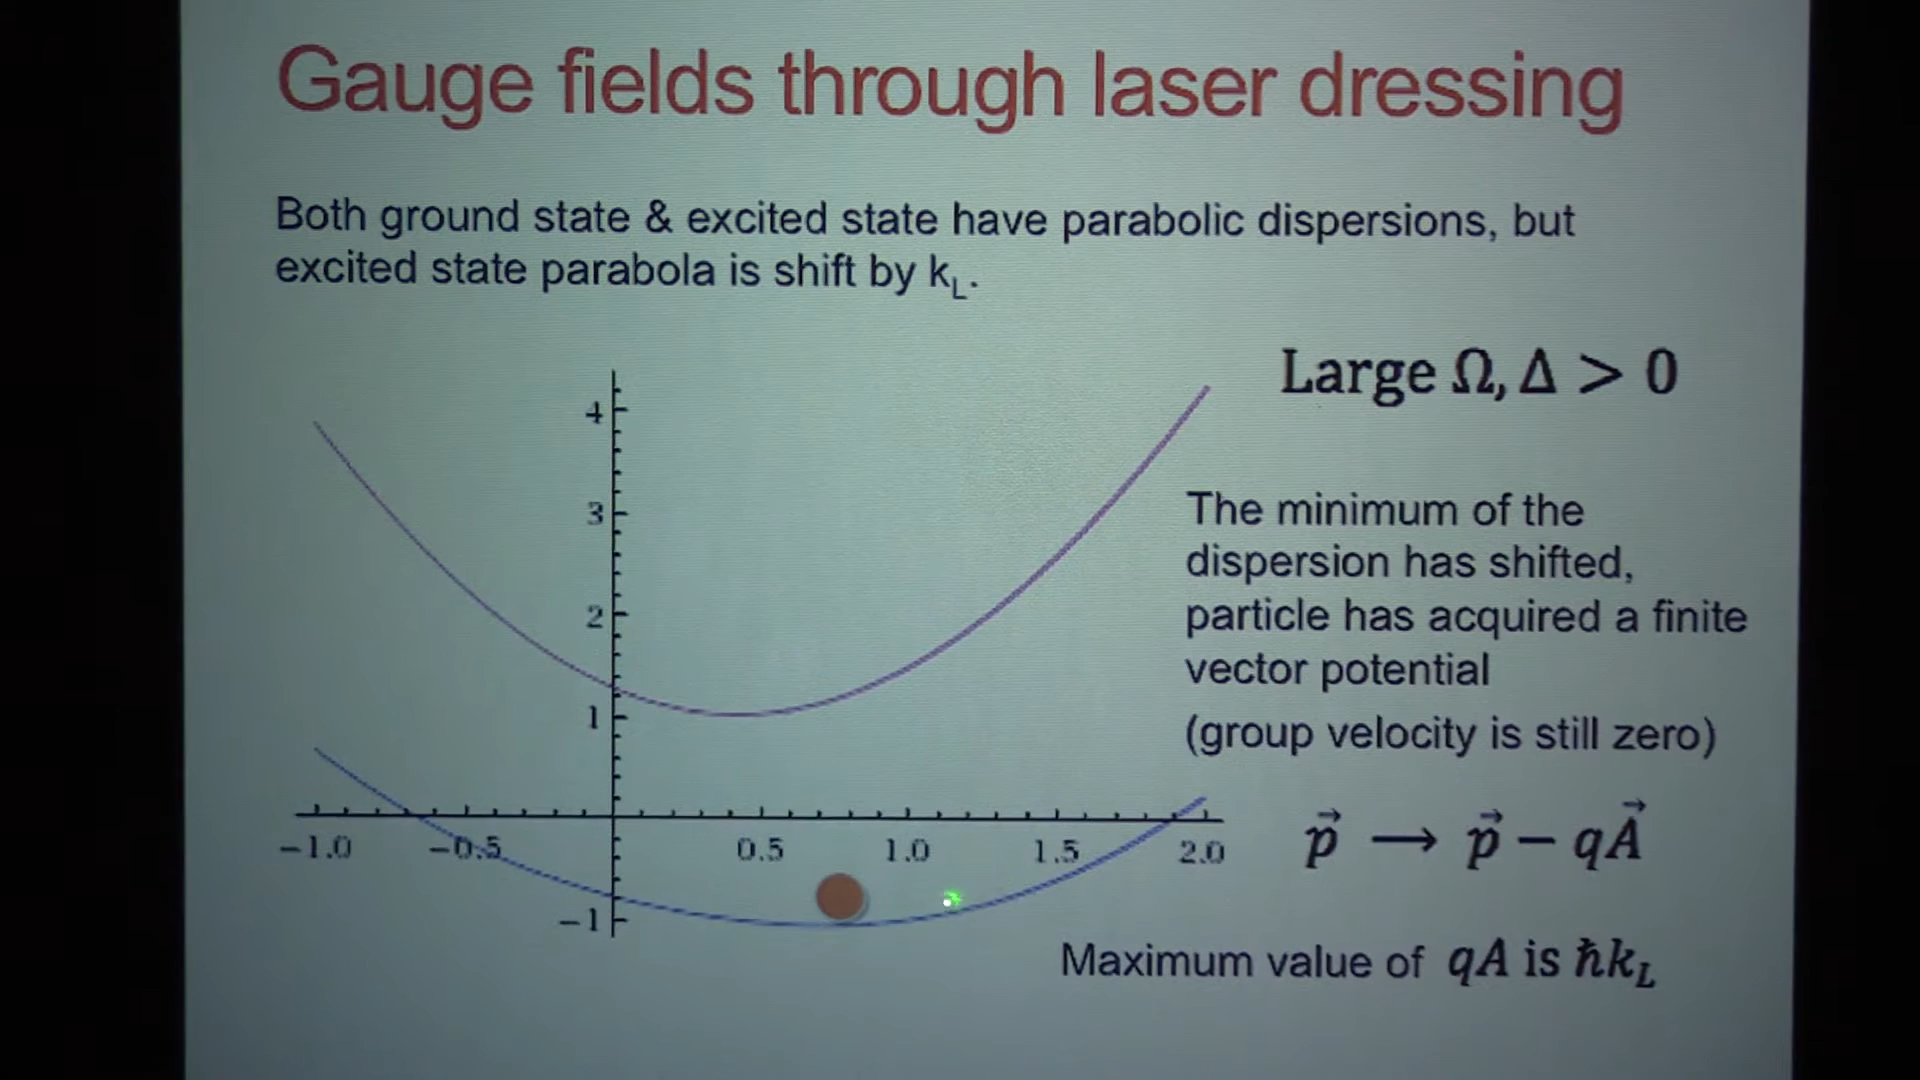 Gauge fields through laser dressing
Both ground state & excited state have parabolic dispersions, but
excited state parabola is shift by k_L.
Large Ω, Δ > 0
4
3
2
1
-1
-1.0 -0.5 0.5 1.0 1.5 2.0
The minimum of the
dispersion has shifted,
particle has acquired a finite
vector potential
(group velocity is still zero)
p⃗ → p⃗ − qA⃗
Maximum value of qA is ħk_L